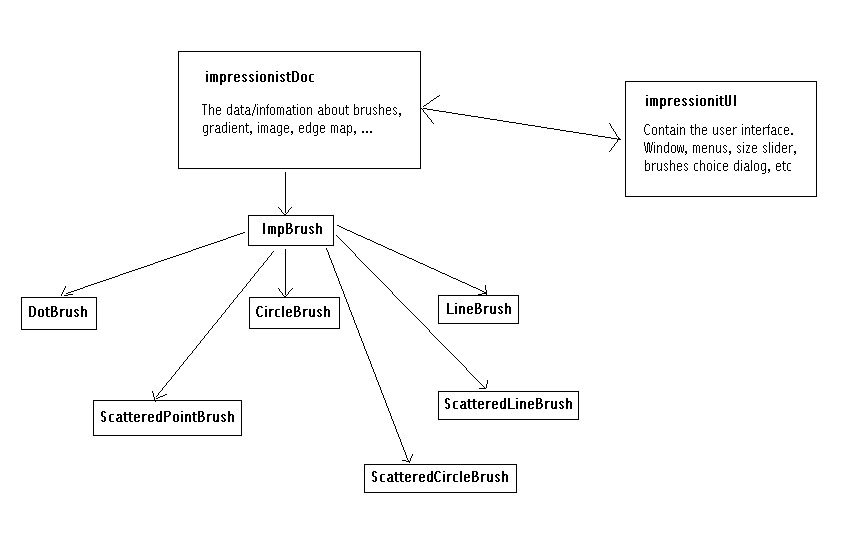 impressionistDoc
The data/infomation about brushes,
gradient, image, edge map, ...
impressionitUI
Contain the user interface.
Window, menus, size slider,
brushes choice dialog, etc
ImpBrush
DotBrush
CircleBrush
LineBrush
ScatteredPointBrush
ScatteredLineBrush
ScatteredCircleBrush